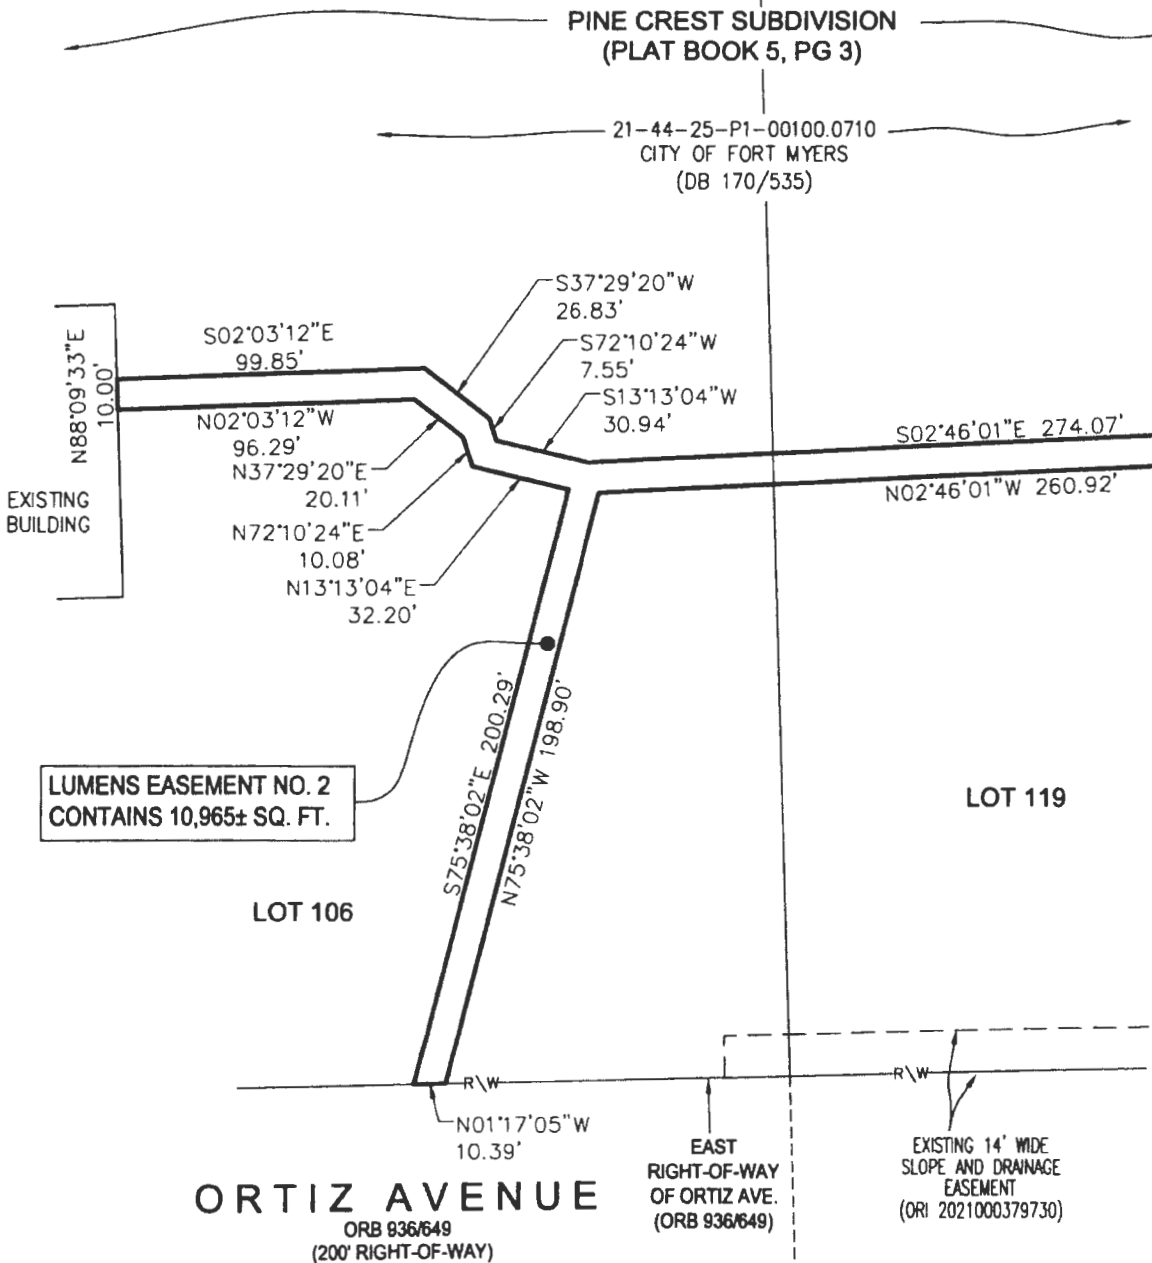 PINE CREST SUBDIVISION
(PLAT BOOK 5, PG 3)
21-44-25-P1-00100.0710
CITY OF FORT MYERS
(DB 170/535)
S37°29'20"W
26.83'
S72°10'24"W
7.55'
S13°13'04"W
30.94'
S02°03'12"E
99.85'
N88°09'33"E
10.00'
N02°03'12"W
96.29'
N37°29'20"E
20.11'
N72°10'24"E
10.08'
N13°13'04"E
32.20'
EXISTING
BUILDING
S02°46'01"E 274.07'
N02°46'01"W 260.92'
S75°38'02"E 200.29'
N75°38'02"W 198.90'
LUMENS EASEMENT NO. 2
CONTAINS 10,965± SQ. FT.
LOT 119
LOT 106
R\W
R\W
N01°17'05"W
10.39'
EAST
RIGHT-OF-WAY
OF ORTIZ AVE.
(ORB 936/649)
EXISTING 14' WIDE
SLOPE AND DRAINAGE
EASEMENT
(ORI 2021000379730)
ORTIZ AVENUE
ORB 936/649
(200' RIGHT-OF-WAY)